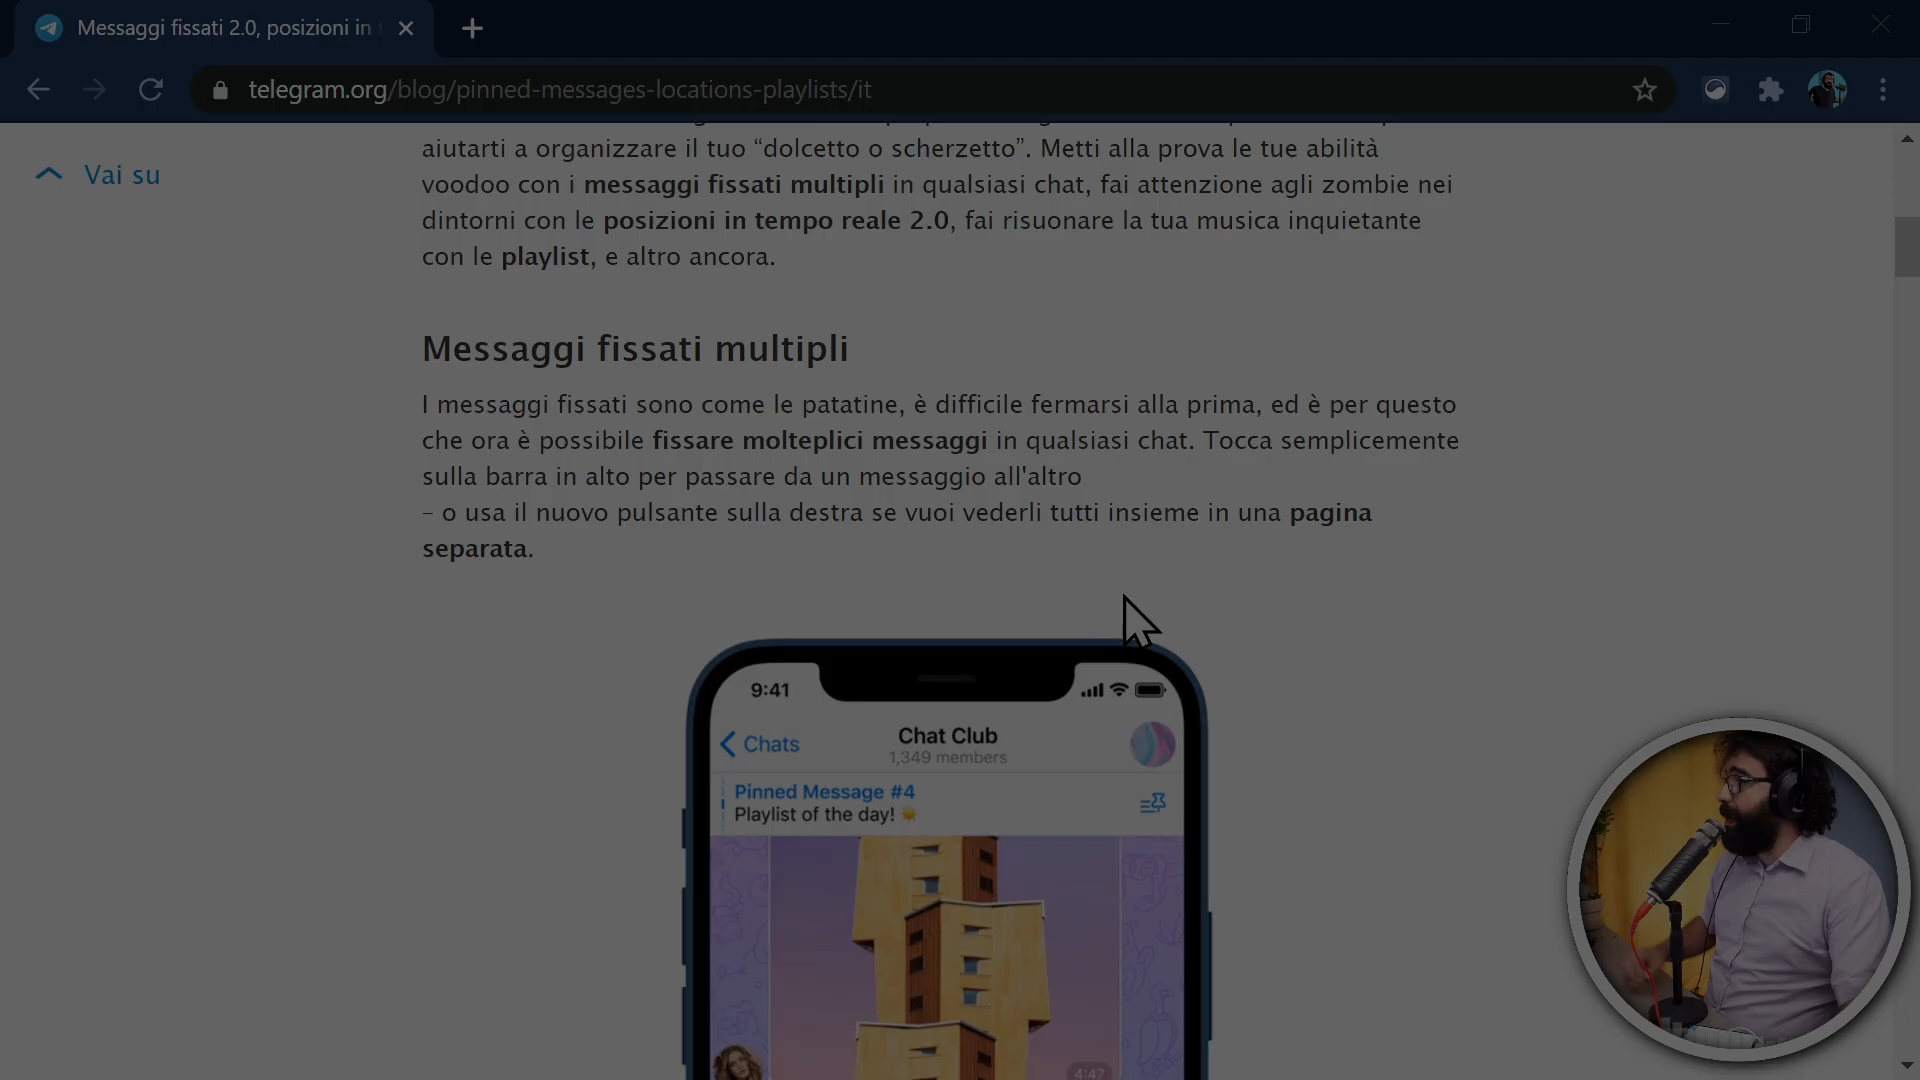 Messaggi fissati 2.0, posizioni in
telegram.org/blog/pinned-messages-locations-playlists/it
Vai su
aiutarti a organizzare il tuo “dolcetto o scherzetto”. Metti alla prova le tue abilità
voodoo con i messaggi fissati multipli in qualsiasi chat, fai attenzione agli zombie nei
dintorni con le posizioni in tempo reale 2.0, fai risuonare la tua musica inquietante
con le playlist, e altro ancora.
Messaggi fissati multipli
I messaggi fissati sono come le patatine, è difficile fermarsi alla prima, ed è per questo
che ora è possibile fissare molteplici messaggi in qualsiasi chat. Tocca semplicemente
sulla barra in alto per passare da un messaggio all'altro
– o usa il nuovo pulsante sulla destra se vuoi vederli tutti insieme in una pagina
separata.
9:41
Chats
Chat Club
1,349 members
Pinned Message #4
Playlist of the day! ☀️
4:47